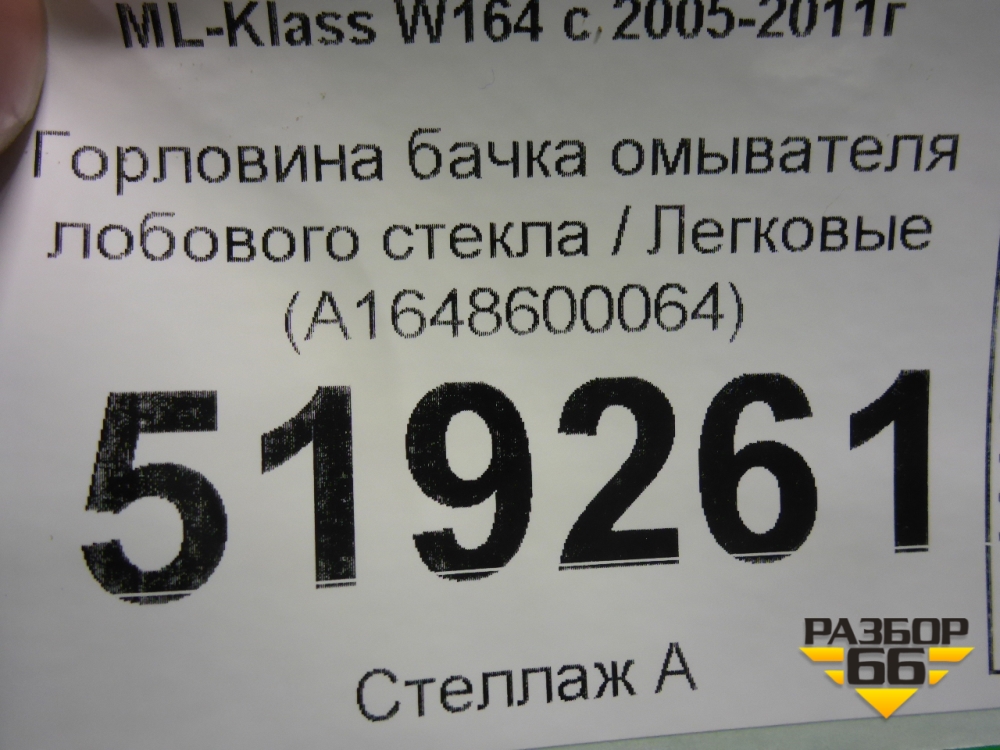 ML-Klass W164 с 2005-2011г
Горловина бачка омывателя
лобового стекла / Легковые
(A1648600064)
519261
Стеллаж А
РАЗБОР
66